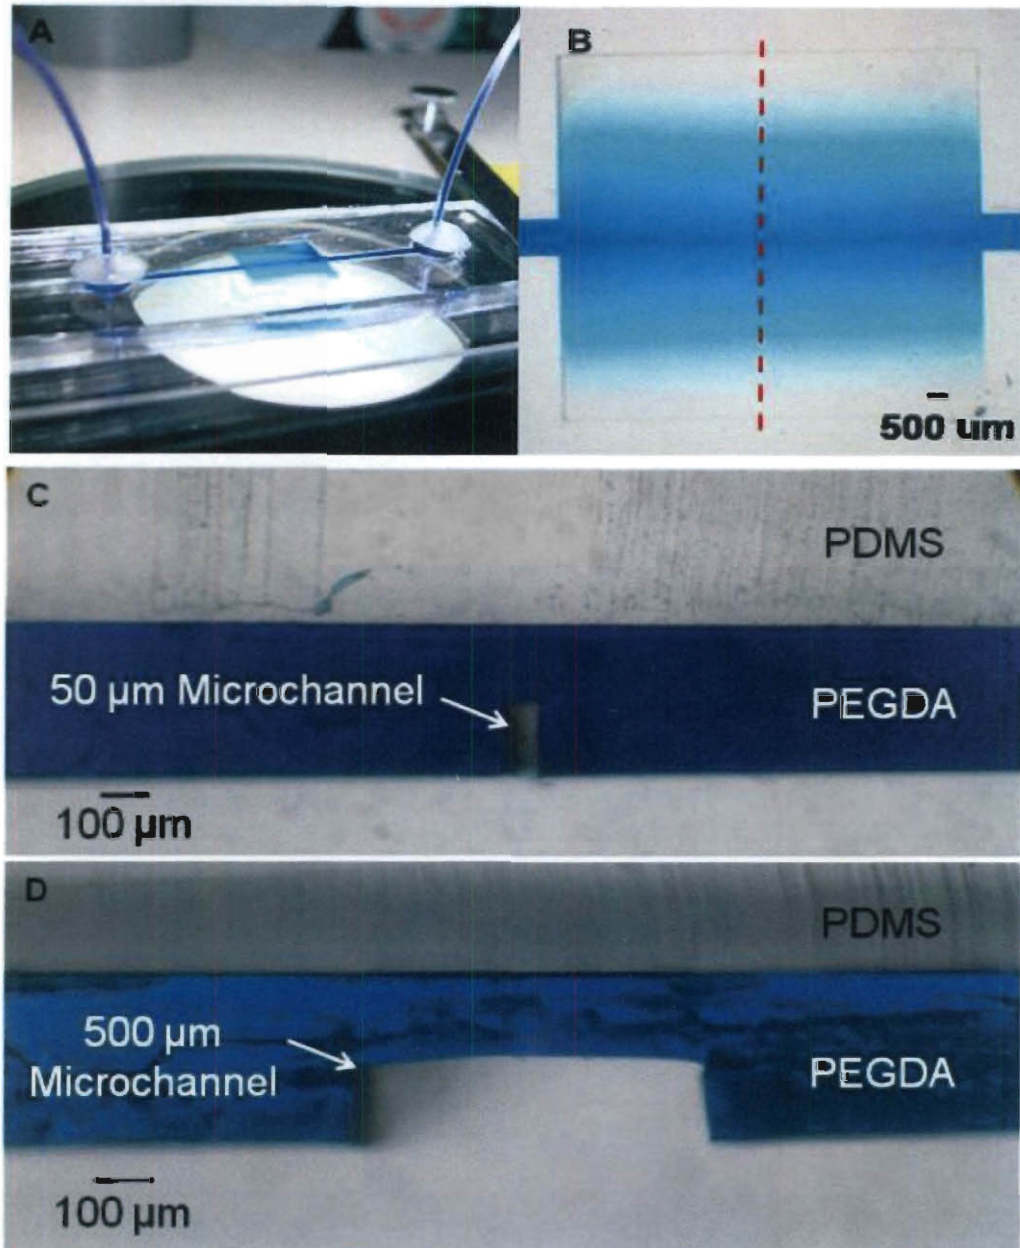 A
B
500 um
C
PDMS
50 µm Microchannel
PEGDA
100 µm
D
PDMS
500 µm
Microchannel
PEGDA
100 µm